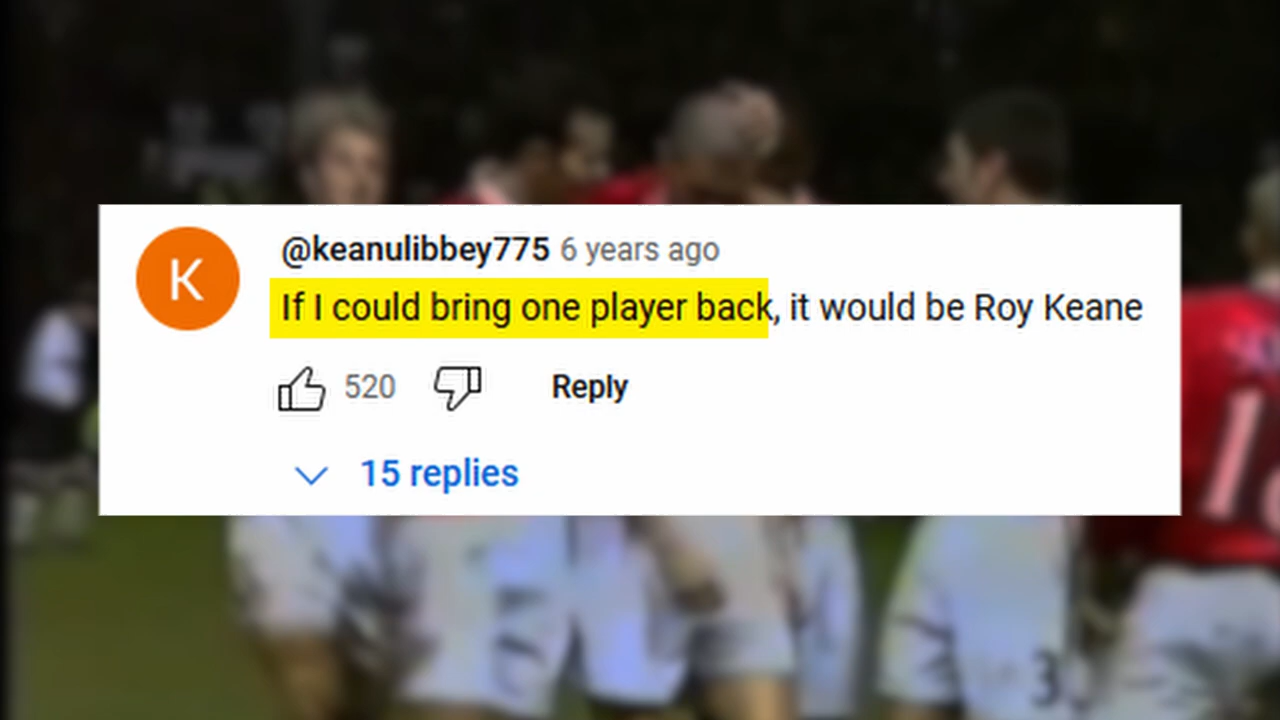 K
@keanulibbey775 6 years ago
If I could bring one player back, it would be Roy Keane
520
Reply
15 replies